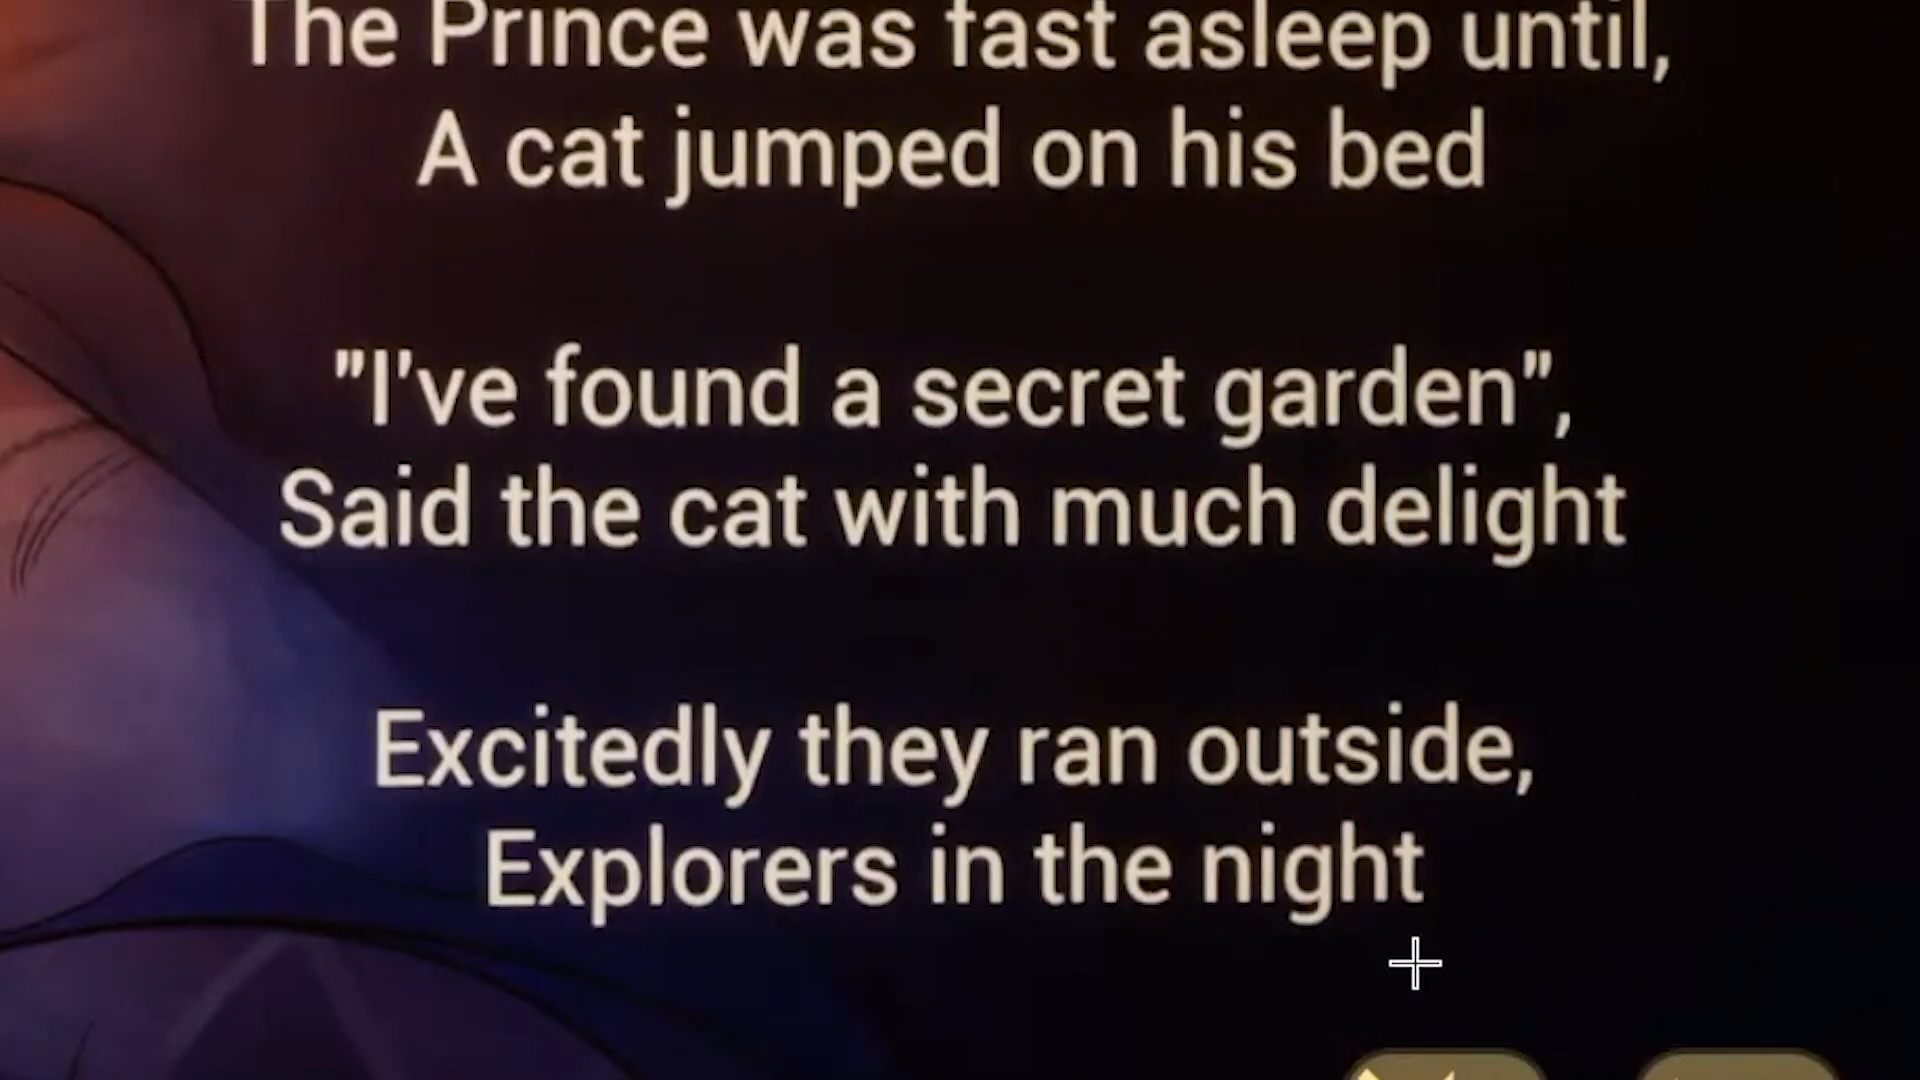 The Prince was fast asleep until,
A cat jumped on his bed
"I've found a secret garden",
Said the cat with much delight
Excitedly they ran outside,
Explorers in the night